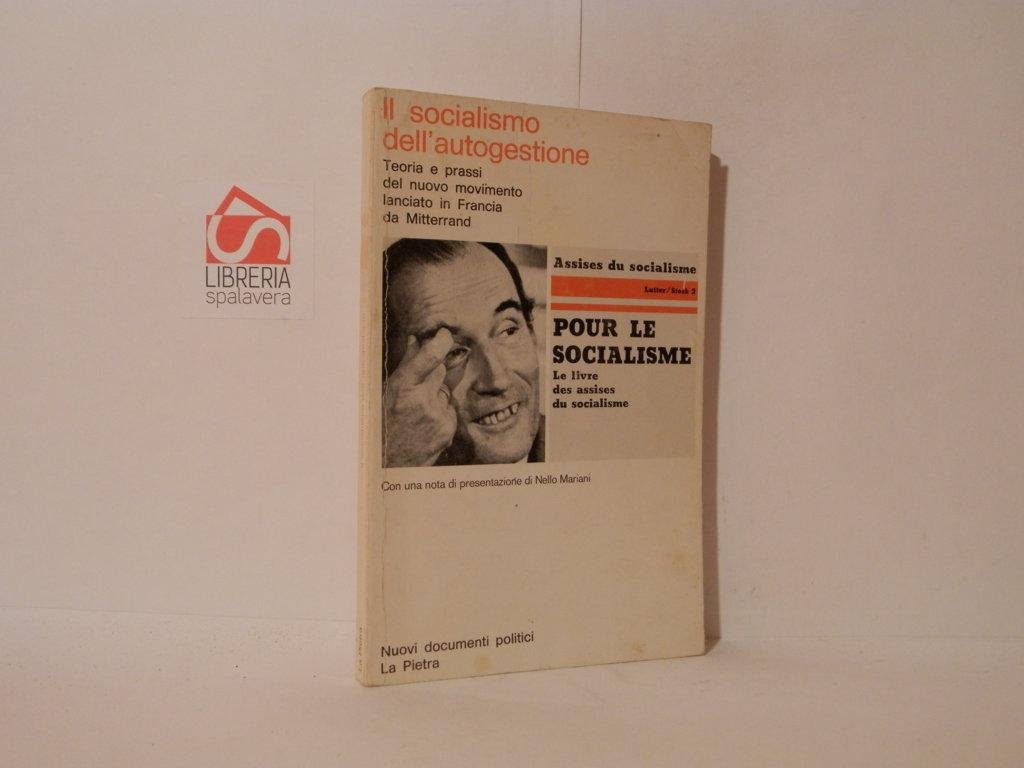 Il socialismo
dell'autogestione
Teoria e prassi
del nuovo movimento
lanciato in Francia
da Mitterrand
Assises du socialisme
Lutter/Stock 2
POUR LE
SOCIALISME
Le livre
des assises
du socialisme
Con una nota di presentazione di Nello Mariani
Nuovi documenti politici
La Pietra
La Pietra
LIBRERIA
spalavera